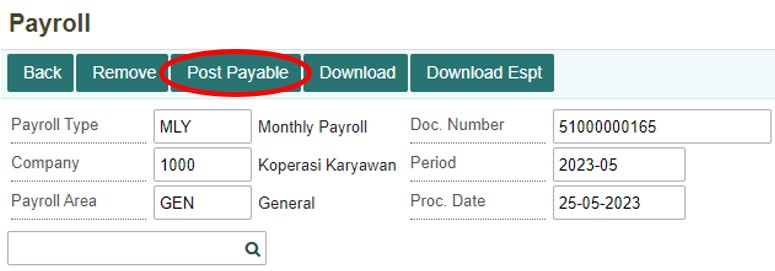 Payroll
Back Remove Post Payable Download Download Espt
Payroll Type MLY Monthly Payroll Doc. Number 51000000165
Company 1000 Koperasi Karyawan Period 2023-05
Payroll Area GEN General Proc. Date 25-05-2023